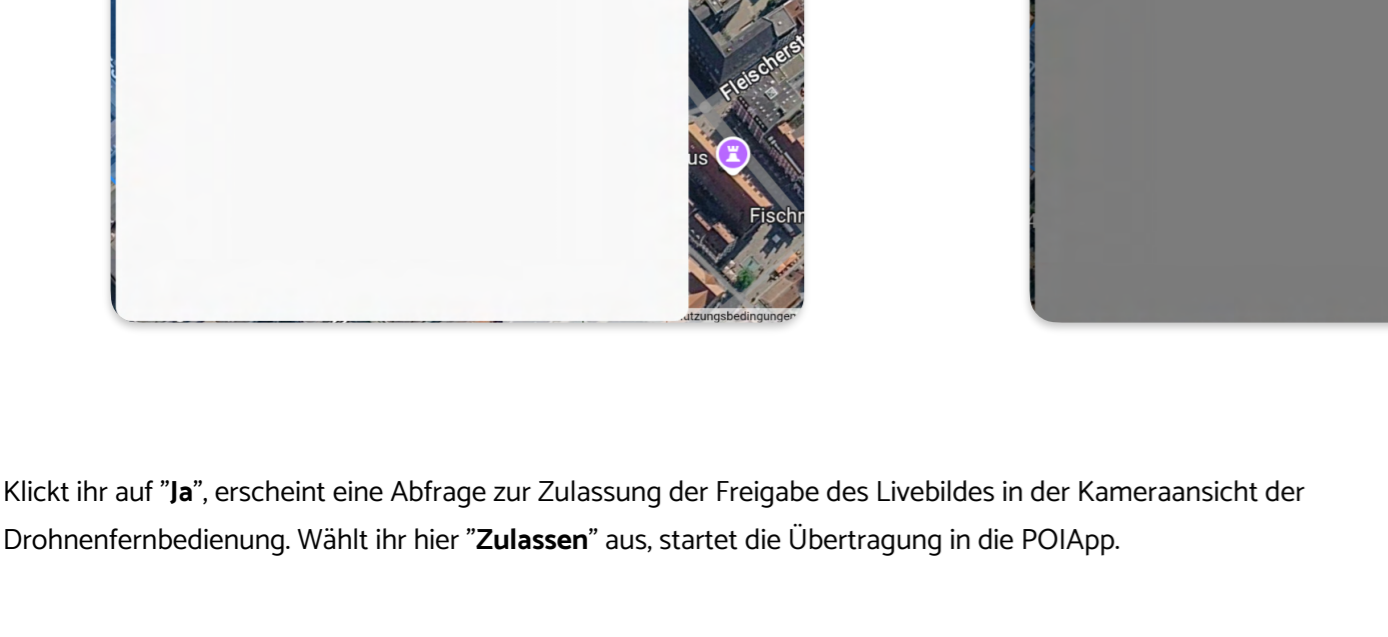 Fleischerst
us
Fischr
utzungsbedingungen
Klickt ihr auf ”Ja”, erscheint eine Abfrage zur Zulassung der Freigabe des Livebildes in der Kameraansicht der
Drohnenfernbedienung. Wählt ihr hier ”Zulassen” aus, startet die Übertragung in die POIApp.